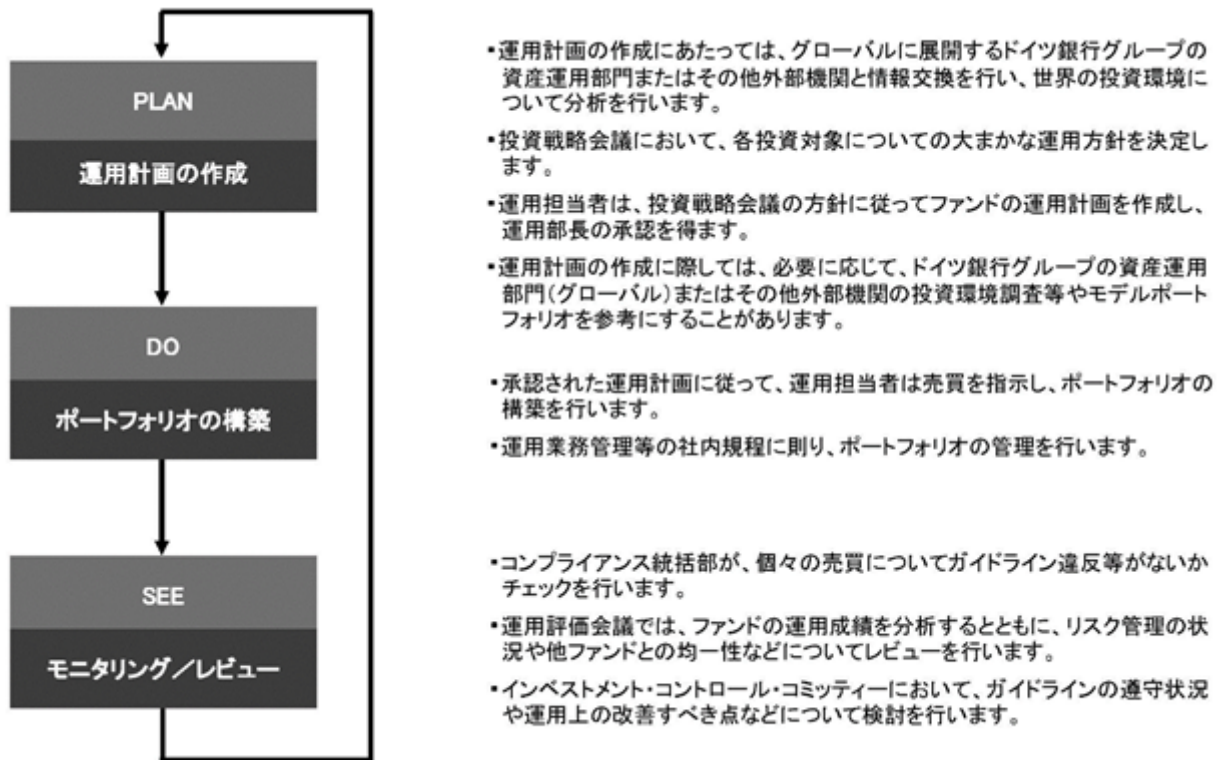 PLAN
運用計画の作成
・運用計画の作成にあたっては、グローバルに展開するドイツ銀行グループの
資産運用部門またはその他外部機関と情報交換を行い、世界の投資環境に
ついて分析を行います。
・投資戦略会議において、各投資対象についての大まかな運用方針を決定し
ます。
・運用担当者は、投資戦略会議の方針に従ってファンドの運用計画を作成し、
運用部長の承認を得ます。
・運用計画の作成に際しては、必要に応じて、ドイツ銀行グループの資産運用
部門(グローバル)またはその他外部機関の投資環境調査等やモデルポート
フォリオを参考にすることがあります。
DO
ポートフォリオの構築
・承認された運用計画に従って、運用担当者は売買を指示し、ポートフォリオの
構築を行います。
・運用業務管理等の社内規程に則り、ポートフォリオの管理を行います。
SEE
モニタリング/レビュー
・コンプライアンス統括部が、個々の売買についてガイドライン違反等がないか
チェックを行います。
・運用評価会議では、ファンドの運用成績を分析するとともに、リスク管理の状
況や他ファンドとの均一性などについてレビューを行います。
・インベストメント・コントロール・コミッティーにおいて、ガイドラインの遵守状況
や運用上の改善すべき点などについて検討を行います。